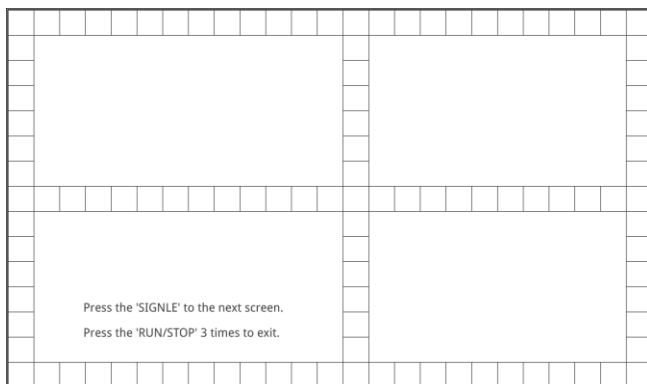 Press the 'SIGNLE' to the next screen.
Press the 'RUN/STOP' 3 times to exit.